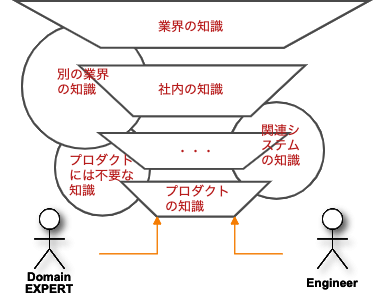 業界の知識
別の業界
の知識
社内の知識
・・・
関連シ
ステム
の知識
プロダクト
には不要な
知識
プロダクト
の知識
Domain
EXPERT
Engineer